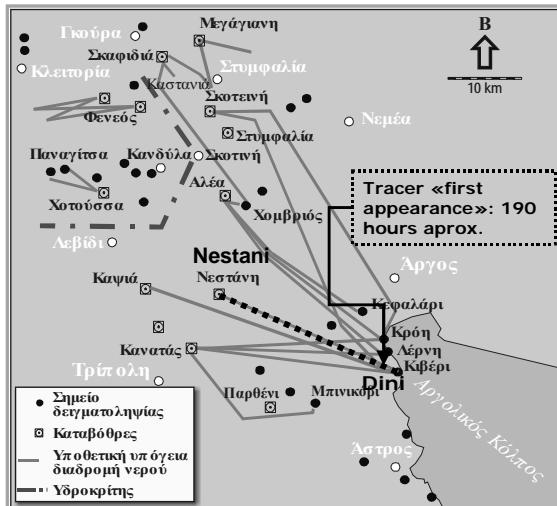 Γκούρα
Μεγάγιανη
Σκαφιδιά
Κλειτορία
Καστανιά
Στυμφαλία
Σκοτεινή
Φενεός
Στυμφαλία
Νεμέα
Παναγίτσα
Κανδύλα
Σκοτινή
Αλέα
Χοτούσσα
Χομβριός
Λεβίδι
Β
10 km
Tracer «first
appearance»: 190
hours aprox.
Nestani
Νεστάνη
Καψιά
Άργος
Κεφαλάρι
Κρόη
Λέρνη
Κιβέρι
Dini
Κανατάς
Τρίπολη
Παρθένι
Μπινικόρι
Αργολικός Κόλπος
Άστρος
Σημείο
δειγματοληψίας
Καταβόθρες
Υποθετική υπόγεια
διαδρομή νερού
Υδροκρίτης